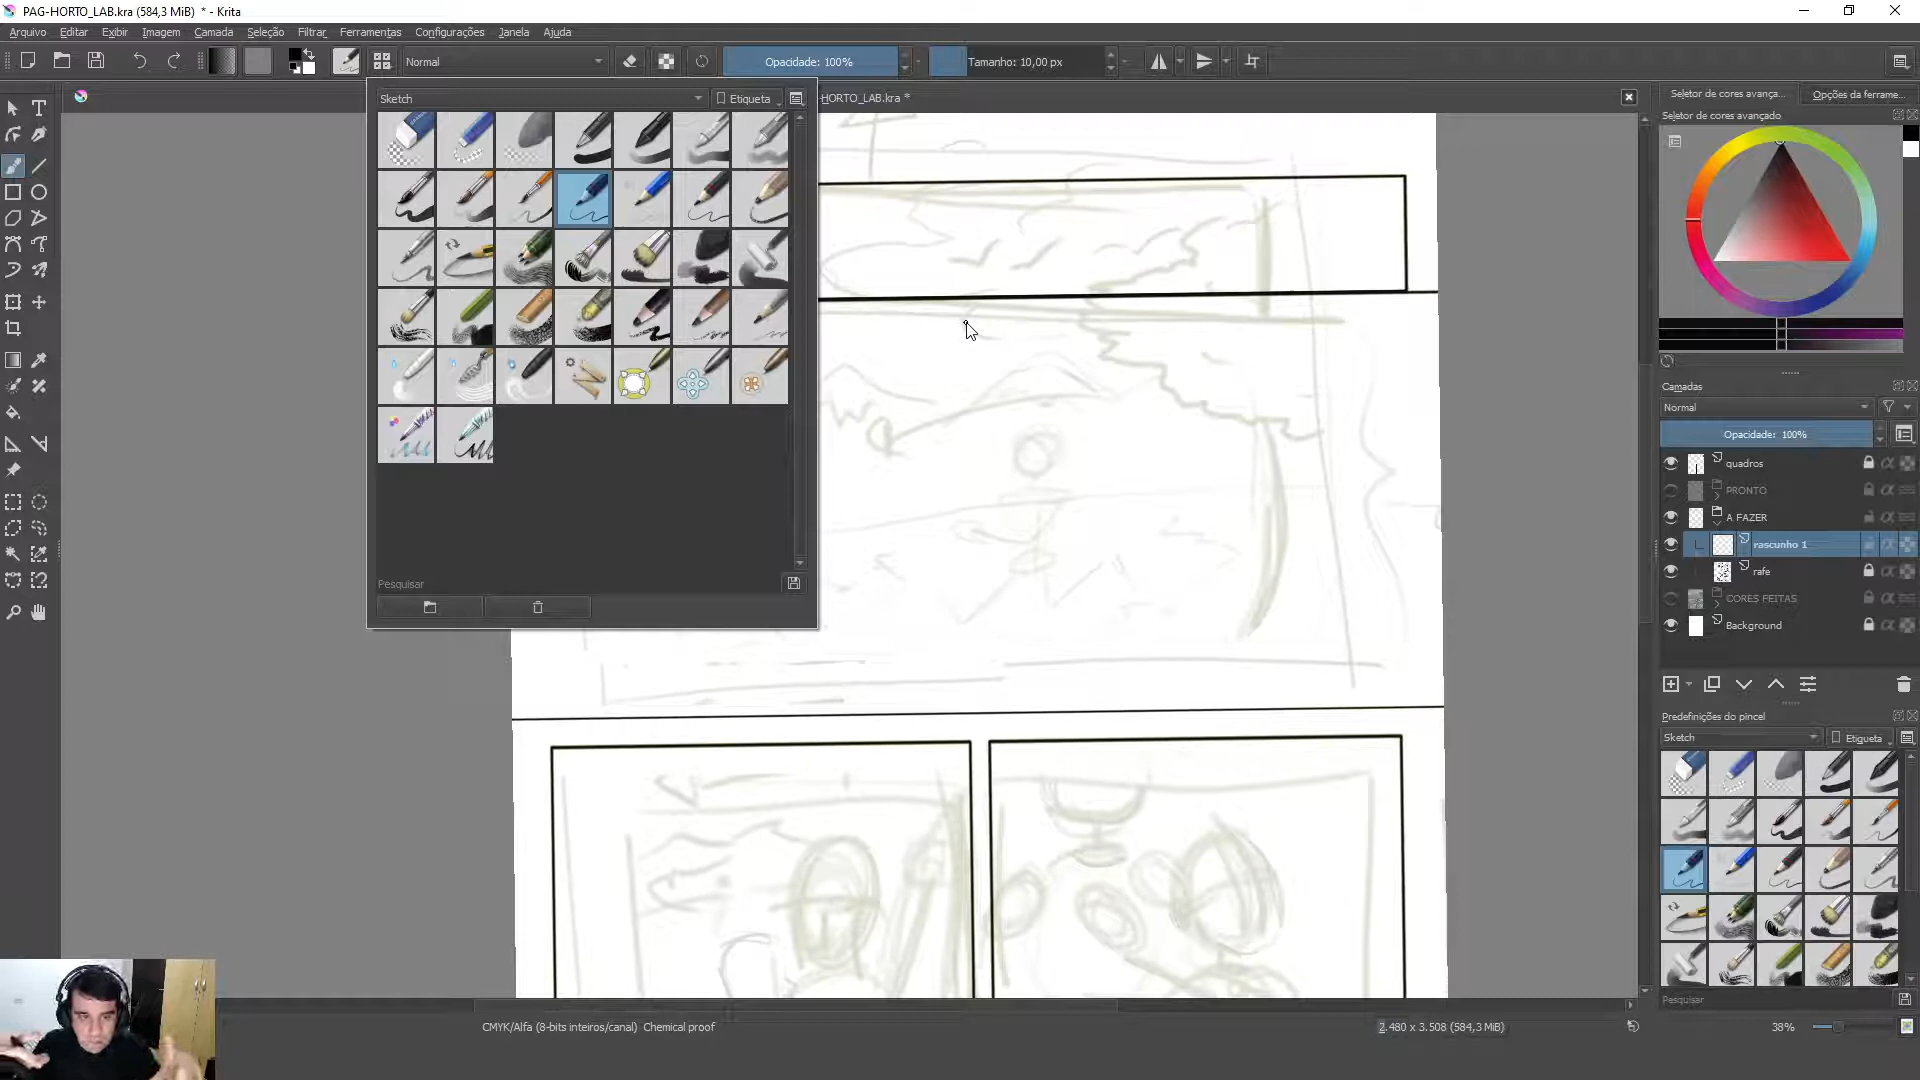 PAG-HORTO_LAB.kra (584,3 MiB) * - Krita
Arquivo Editar Exibir Imagem Camada Seleção Filtrar Ferramentas Configurações Janela Ajuda
Normal
Opacidade: 100%
Tamanho: 10,00 px
Sketch
Etiqueta
-HORTO_LAB.kra *
Seletor de cores avança...
Opções da ferrame...
Seletor de cores avançado
Camadas
Normal
Opacidade: 100%
quadros
PRONTO
A FAZER
rascunho 1
rafe
CORES FEITAS
Background
Pesquisar
Predefinições do pincel
Sketch
Etiqueta
Pesquisar
CMYK/Alfa (8-bits inteiros/canal) Chemical proof
2.480 x 3.508 (584,3 MiB)
38%